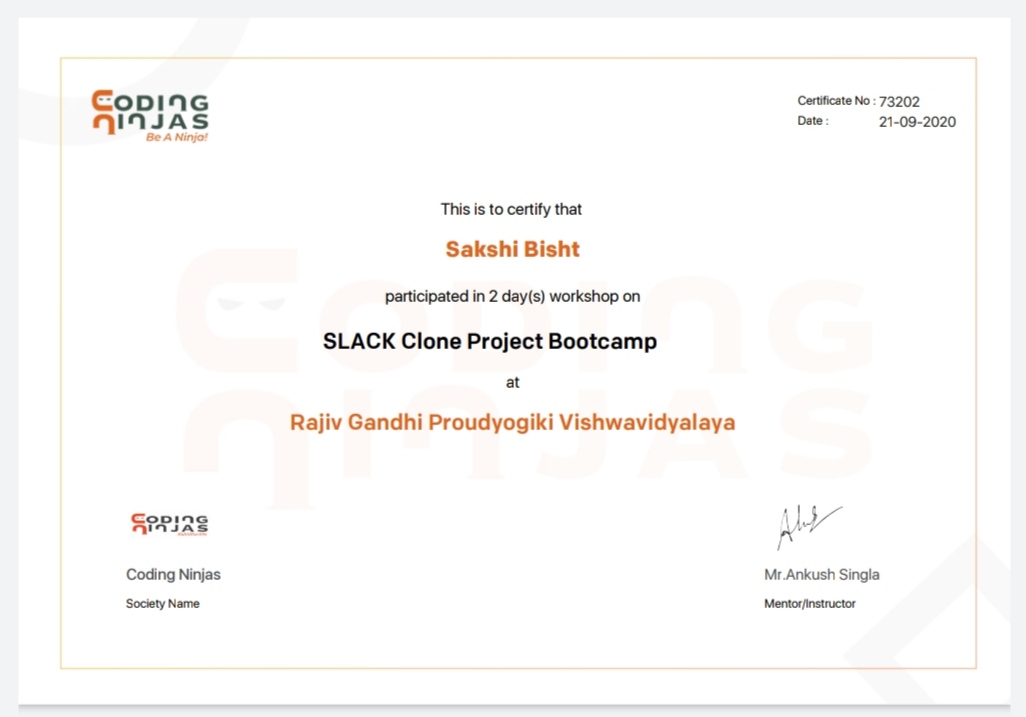 CODING
NINJAS
Be A Ninja!
Certificate No : 73202
Date : 21-09-2020
This is to certify that
Sakshi Bisht
participated in 2 day(s) workshop on
SLACK Clone Project Bootcamp
at
Rajiv Gandhi Proudyogiki Vishwavidyalaya
CODING
NINJAS
CODING
NINJAS
Coding Ninjas
Society Name
Mr.Ankush Singla
Mentor/Instructor